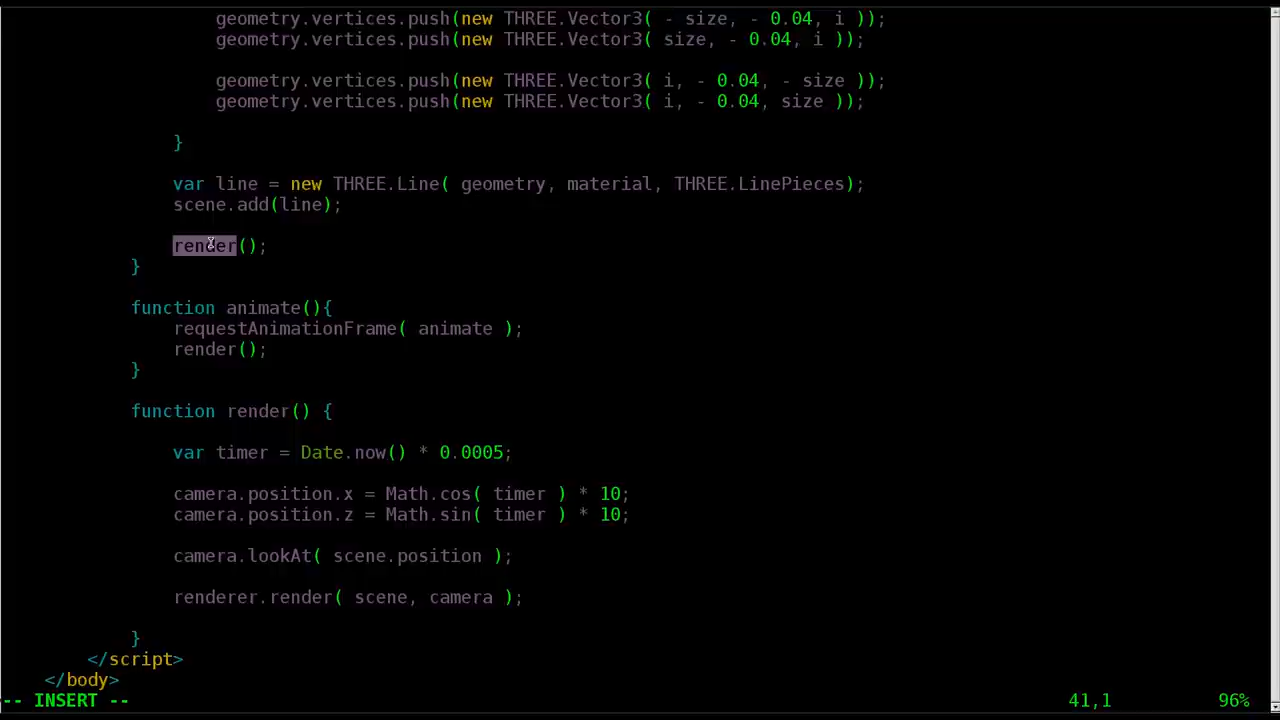 geometry.vertices.push(new THREE.Vector3( - size, - 0.04, i ));
geometry.vertices.push(new THREE.Vector3( size, - 0.04, i ));
geometry.vertices.push(new THREE.Vector3( i, - 0.04, - size ));
geometry.vertices.push(new THREE.Vector3( i, - 0.04, size ));
}
var line = new THREE.Line( geometry, material, THREE.LinePieces);
scene.add(line);
render();
}
function animate(){
requestAnimationFrame( animate );
render();
}
function render() {
var timer = Date.now() * 0.0005;
camera.position.x = Math.cos( timer ) * 10;
camera.position.z = Math.sin( timer ) * 10;
camera.lookAt( scene.position );
renderer.render( scene, camera );
}
</script>
</body>
-- INSERT -- 41,1 96%